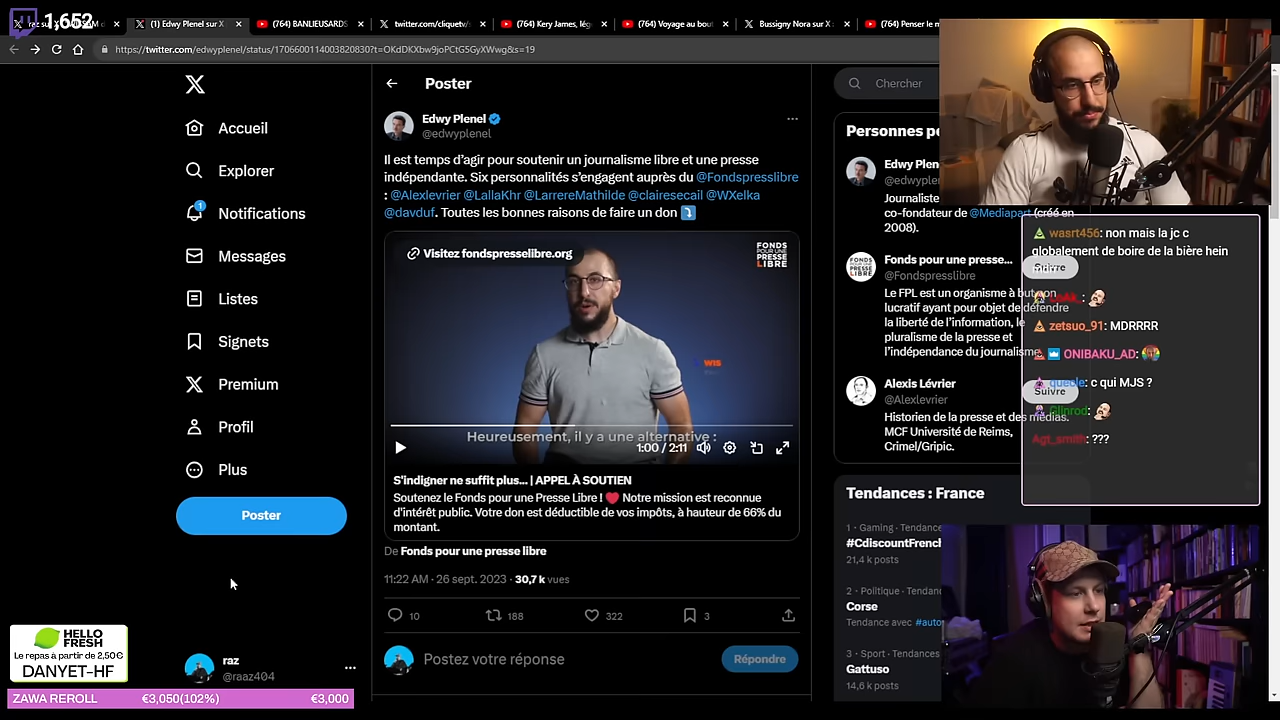 1,652
(1) Edwy Plenel sur X
(764) BANLIEUSARDS
twitter.com/cliquetv/s
(764) Kery James, lég
(764) Voyage au bout
Bussigny Nora sur X
(764) Penser le m
https://twitter.com/edwyplenel/status/1706600114003820830?t=OKdDKXbw9joPCtG5GyXWwg&s=19
Accueil
Explorer
1
Notifications
Messages
Listes
Signets
Premium
Profil
Plus
Poster
raz
@raaz404
HELLO
FRESH
Le repas à partir de 2,50€
DANYET-HF
ZAWA REROLL €3,050(102%) €3,000
Poster
Edwy Plenel
@edwyplenel
Il est temps d'agir pour soutenir un journalisme libre et une presse
indépendante. Six personnalités s'engagent auprès du @Fondspresslibre
: @Alexlevrier @LallaKhr @LarrereMathilde @clairesecail @WXelka
@davduf. Toutes les bonnes raisons de faire un don
Visitez fondspresselibre.org
FONDS
POUR UNE
PRESSE
LIBRE
WIS
Heureusement, il y a une alternative :
1:00 / 2:11
S'indigner ne suffit plus... | APPEL À SOUTIEN
Soutenez le Fonds pour une Presse Libre ! ❤️ Notre mission est reconnue
d'intérêt public. Votre don est déductible de vos impôts, à hauteur de 66% du
montant.
De Fonds pour une presse libre
11:22 AM · 26 sept. 2023 · 30,7 k vues
10 188 322 3
Postez votre réponse
Répondre
Chercher
Personnes
Edwy Plen
@edwyplenel
Journaliste
co-fondateur de @Mediapart (créé en
2008).
Fonds pour une presse...
@Fondspresslibre
Suivre
Le FPL est un organisme à but non
lucratif ayant pour objet de défendre
la liberté de l'information, le
pluralisme de la presse et
l'indépendance du journalisme.
Alexis Lévrier
@Alexlevrier
Suivre
Historien de la presse et des médias.
MCF Université de Reims,
Crimel/Gripic.
Tendances : France
1 · Gaming · Tendance
#CdiscountFrench
21,4 k posts
2 · Politique · Tendanc
Corse
Tendance avec #auto
3 · Sport · Tendances
Gattuso
14,6 k posts
wasrt456: non mais la jc c
globalement de boire de la bière hein
zetsuo_91: MDRRRR
ONIBAKU_AD:
c qui MJS ?
Glinrod:
Agt_smith: ???